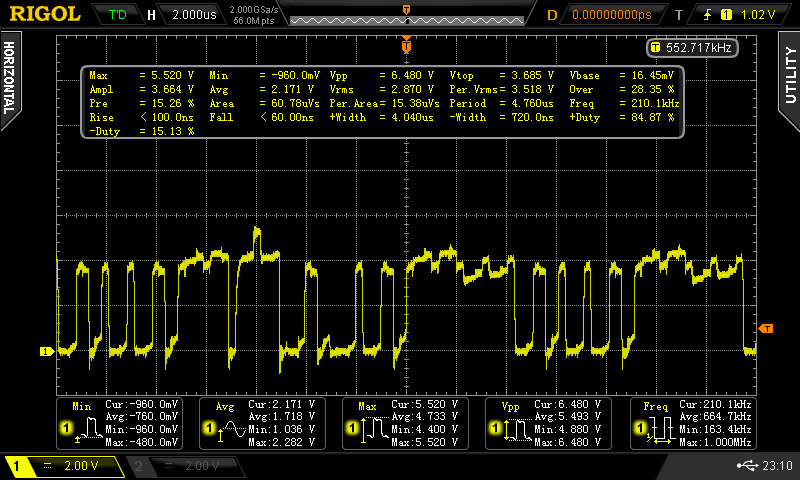 RIGOL T'D H 2.000us 2.000GSa/s 56.0M pts D 0.00000000ps T 1 1.02 V
HORIZONTAL
UTILITY
T
T 552.717kHz
Max = 5.520 V Min = -960.0mV Vpp = 6.480 V Vtop = 3.685 V Vbase = 16.45mV
Ampl = 3.664 V Avg = 2.171 V Vrms = 2.870 V Per.Vrms= 3.518 V Over = 28.35 %
Pre = 15.26 % Area = 60.78uVs Per.Area= 15.38uVs Period = 4.760us Freq = 210.1kHz
Rise < 100.0ns Fall < 60.00ns +Width = 4.040us -Width = 720.0ns +Duty = 84.87 %
-Duty = 15.13 %
T
1
Min Cur:-960.0mV
Avg:-760.0mV
1 Min:-960.0mV
Max:-480.0mV
Avg Cur:2.171 V
Avg:1.718 V
1 Min:1.036 V
Max:2.282 V
Max Cur:5.520 V
Avg:4.733 V
1 Min:4.400 V
Max:5.520 V
Vpp Cur:6.480 V
Avg:5.493 V
1 Min:4.880 V
Max:6.480 V
Freq Cur:210.1kHz
Avg:664.7kHz
1 Min:163.4kHz
Max:1.000MHz
1 2.00 V 2 2.00 V 23:10